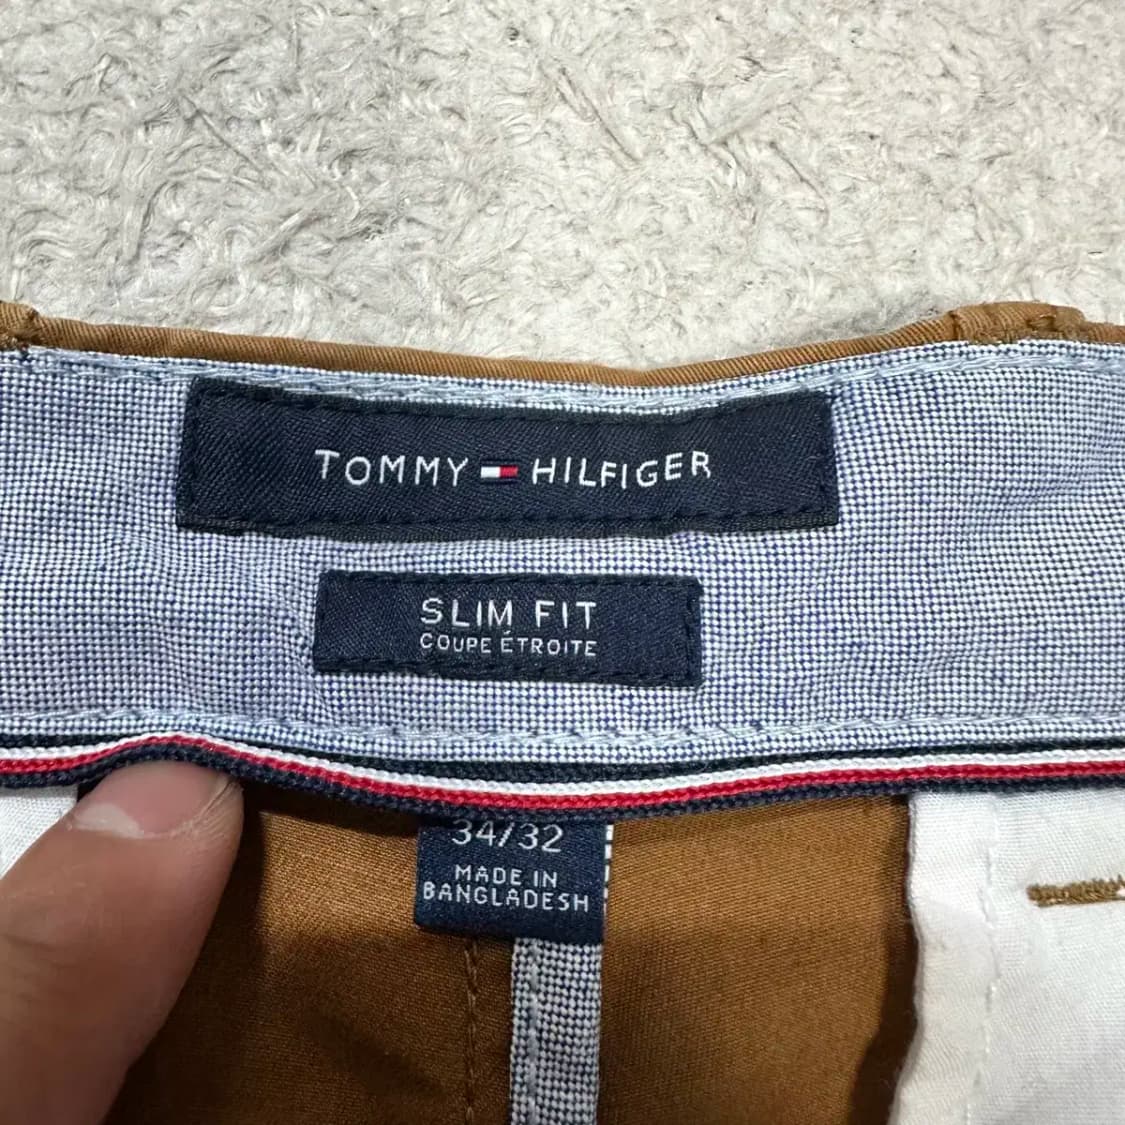 TOMMY HILFIGER
SLIM FIT
COUPE ÉTROITE
34/32
MADE IN
BANGLADESH